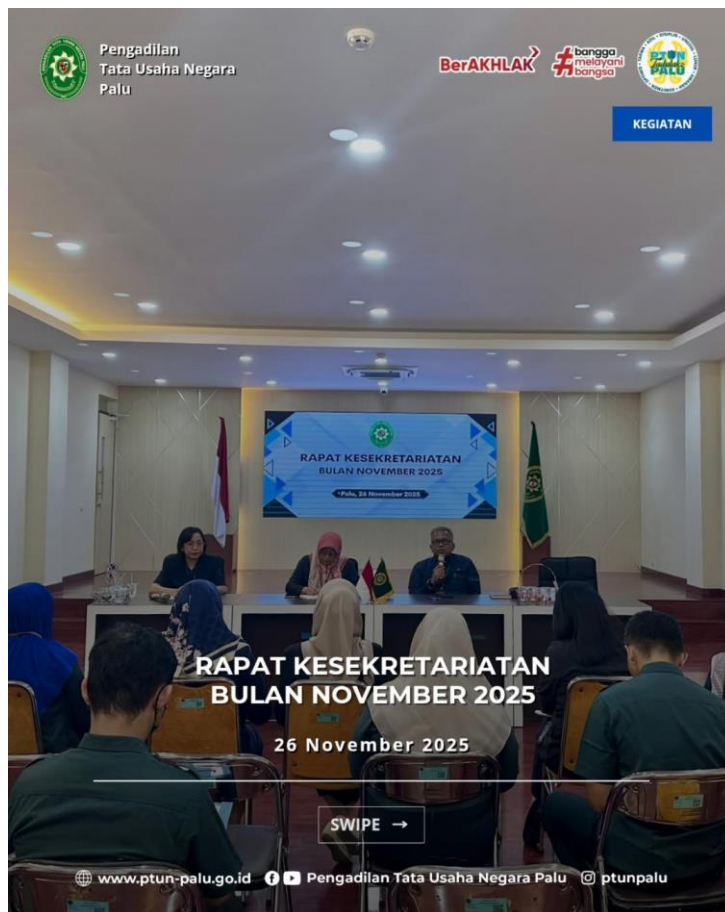 Pengadilan
Tata Usaha Negara
Palu
BerAKHLAK
#bangga
melayani
bangsa
PTUN
PALU
KEGIATAN
RAPAT KESEKRETARIATAN
BULAN NOVEMBER 2025
Palu, 26 November 2025
RAPAT KESEKRETARIATAN
BULAN NOVEMBER 2025
26 November 2025
SWIPE →
www.ptun-palu.go.id Pengadilan Tata Usaha Negara Palu ptunpalu